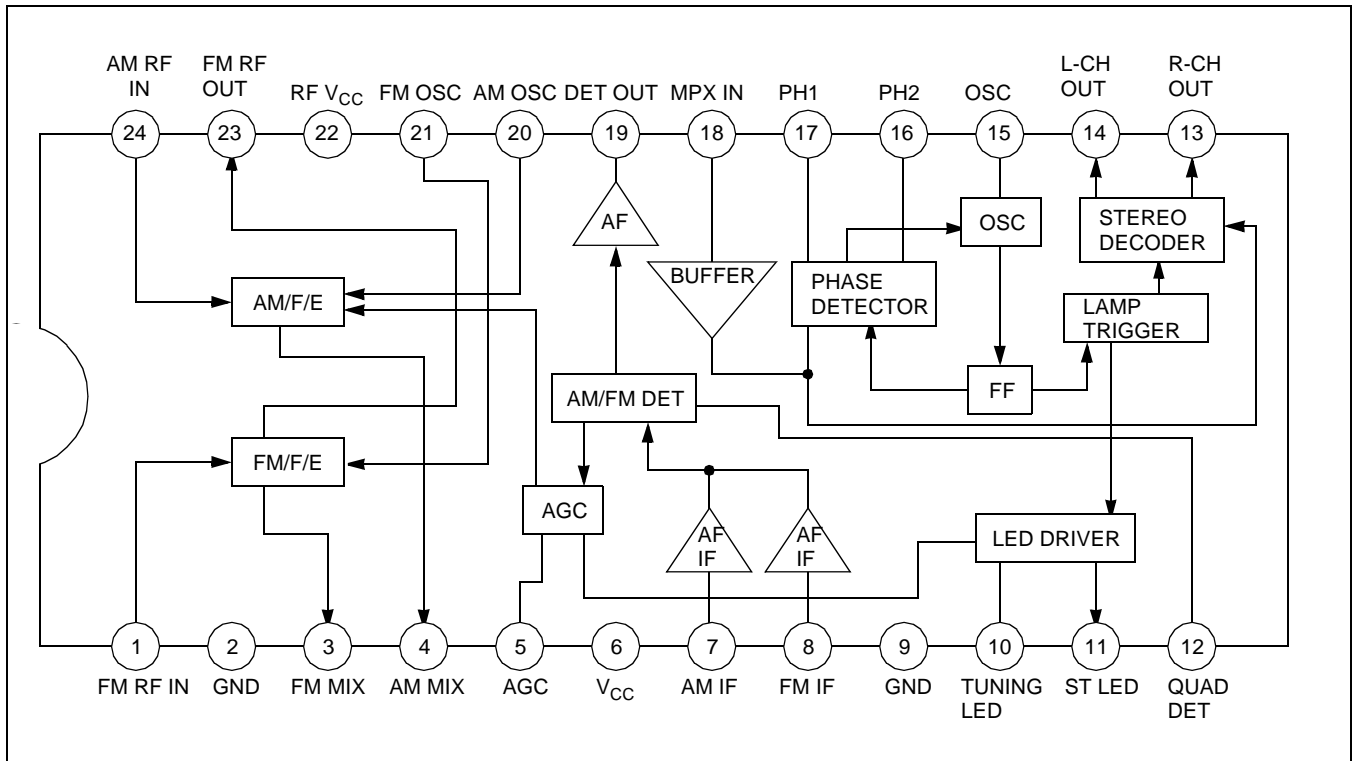 AM RF
IN
FM RF
OUT
RF VCC
FM OSC
AM OSC
DET OUT
MPX IN
PH1
PH2
OSC
L-CH
OUT
R-CH
OUT
24
23
22
21
20
19
18
17
16
15
14
13
AF
OSC
STEREO
DECODER
BUFFER
PHASE
DETECTOR
AM/F/E
LAMP
TRIGGER
AM/FM DET
FF
FM/F/E
AGC
AF
IF
AF
IF
LED DRIVER
1
2
3
4
5
6
7
8
9
10
11
12
FM RF IN
GND
FM MIX
AM MIX
AGC
VCC
AM IF
FM IF
GND
TUNING
LED
ST LED
QUAD
DET